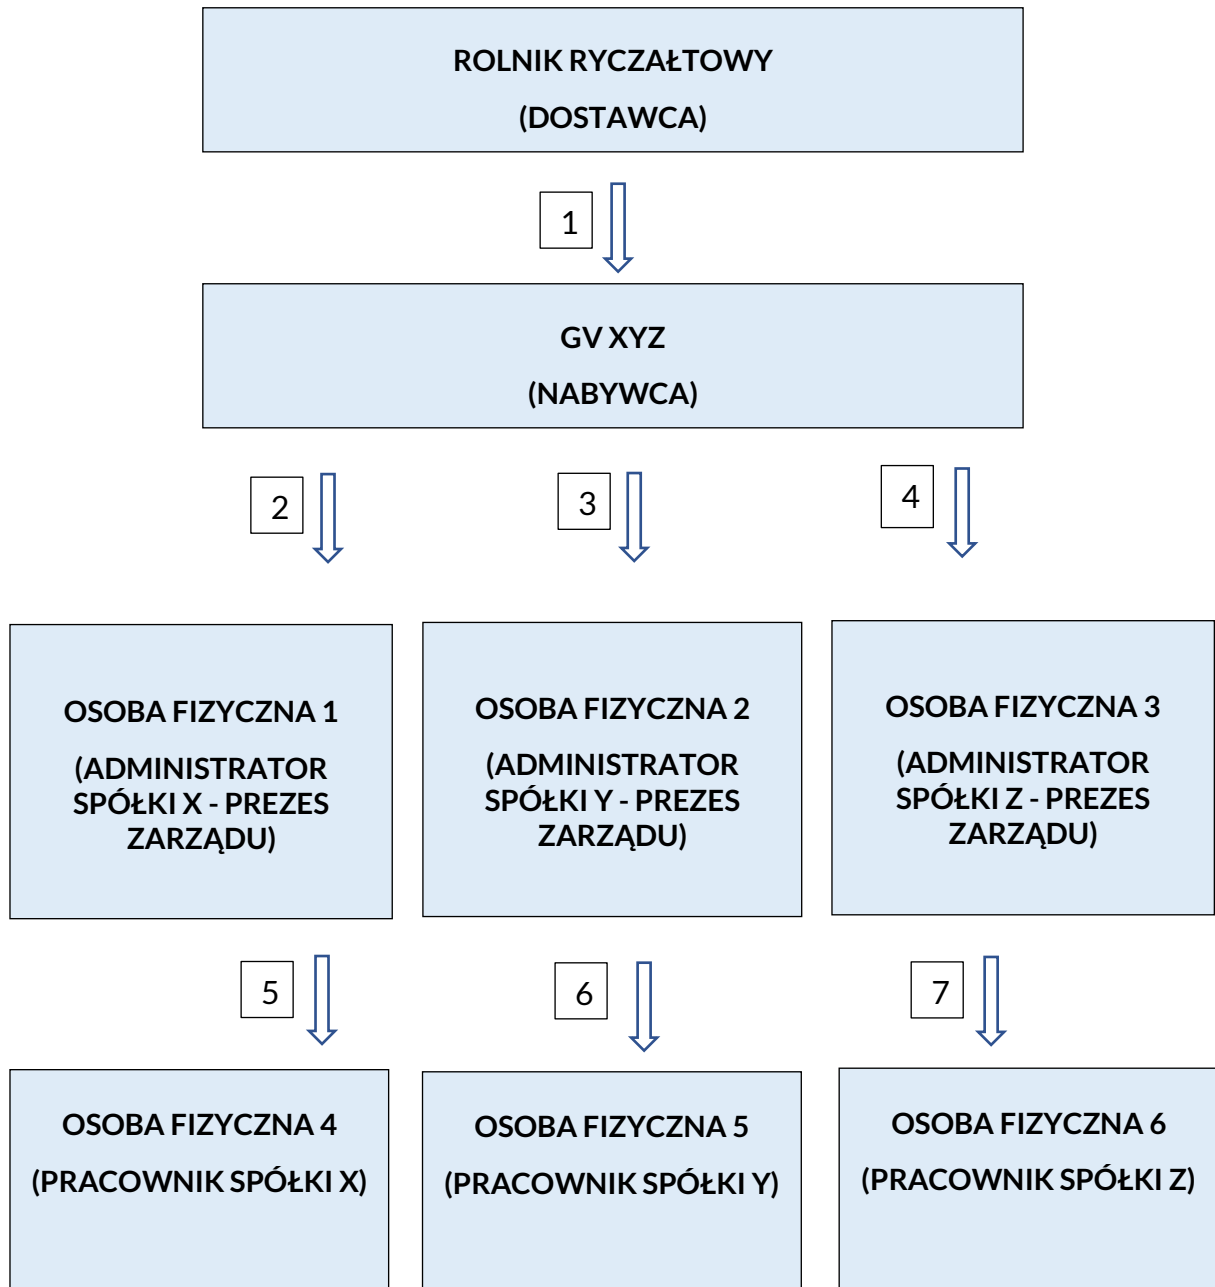 ROLNIK RYCZAŁTOWY
(DOSTAWCA)
1
GV XYZ
(NABYWCA)
2
3
4
OSOBA FIZYCZNA 1
(ADMINISTRATOR
SPÓŁKI X - PREZES
ZARZĄDU)
OSOBA FIZYCZNA 2
(ADMINISTRATOR
SPÓŁKI Y - PREZES
ZARZĄDU)
OSOBA FIZYCZNA 3
(ADMINISTRATOR
SPÓŁKI Z - PREZES
ZARZĄDU)
5
6
7
OSOBA FIZYCZNA 4
(PRACOWNIK SPÓŁKI X)
OSOBA FIZYCZNA 5
(PRACOWNIK SPÓŁKI Y)
OSOBA FIZYCZNA 6
(PRACOWNIK SPÓŁKI Z)